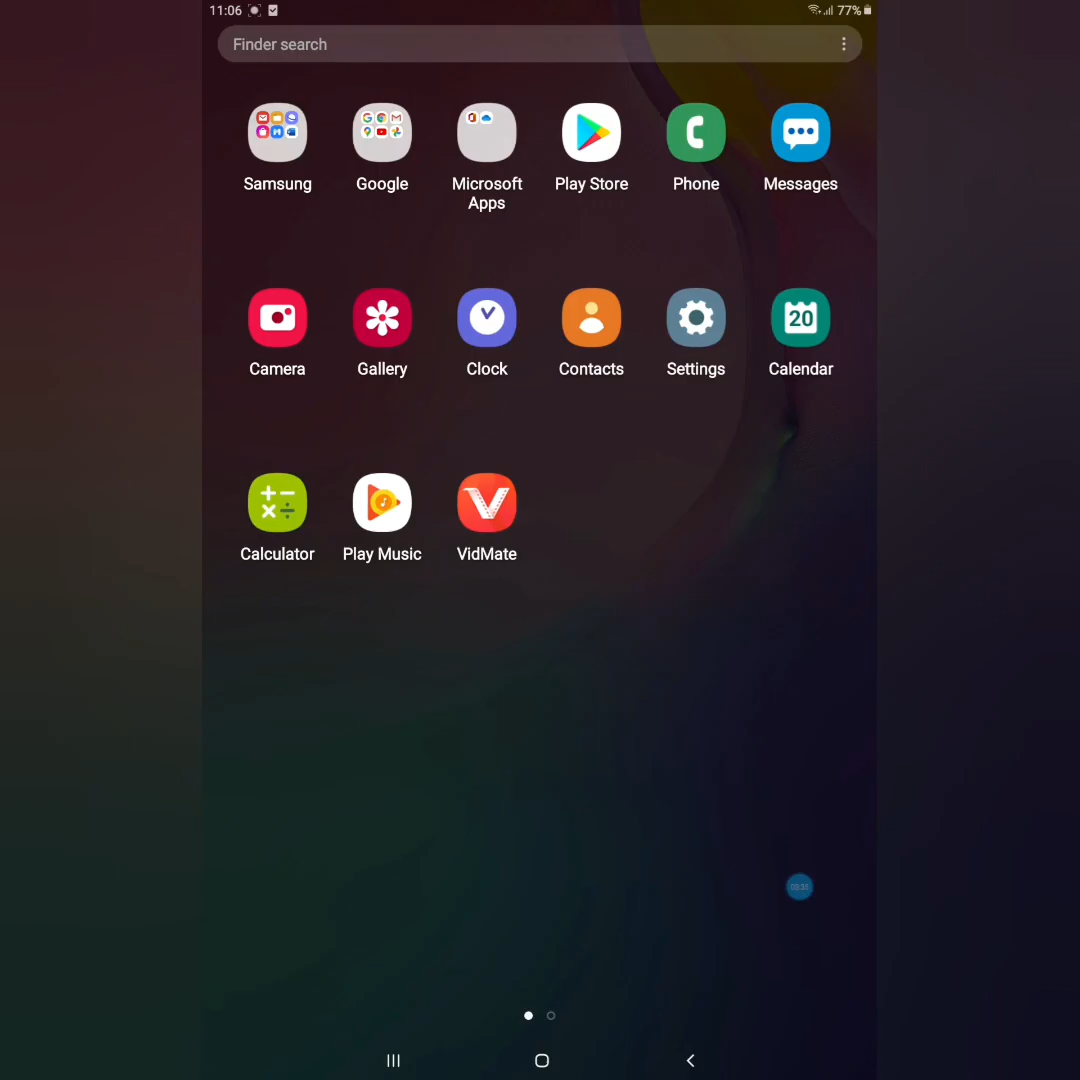 11:06 77%
Finder search
Samsung Google Microsoft Apps Play Store Phone Messages
Camera Gallery Clock Contacts Settings Calendar
20
Calculator Play Music VidMate